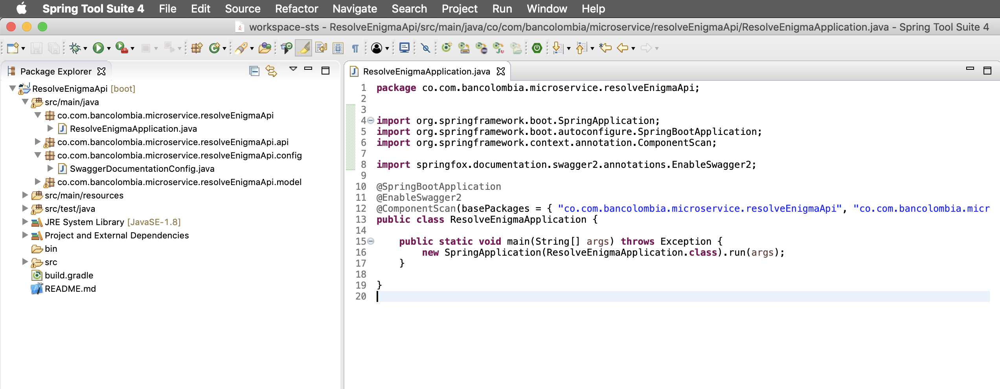 Spring Tool Suite 4 File Edit Source Refactor Navigate Search Project Run Window Help
workspace-sts - ResolveEnigmaApi/src/main/java/co/com/bancolombia/microservice/resolveEnigmaApi/ResolveEnigmaApplication.java - Spring Tool Suite 4
Package Explorer
ResolveEnigmaApi [boot]
src/main/java
co.com.bancolombia.microservice.resolveEnigmaApi
ResolveEnigmaApplication.java
co.com.bancolombia.microservice.resolveEnigmaApi.api
co.com.bancolombia.microservice.resolveEnigmaApi.config
SwaggerDocumentationConfig.java
co.com.bancolombia.microservice.resolveEnigmaApi.model
src/main/resources
src/test/java
JRE System Library [JavaSE-1.8]
Project and External Dependencies
bin
src
build.gradle
README.md
ResolveEnigmaApplication.java
1 package co.com.bancolombia.microservice.resolveEnigmaApi;
2
3
4 import org.springframework.boot.SpringApplication;
5 import org.springframework.boot.autoconfigure.SpringBootApplication;
6 import org.springframework.context.annotation.ComponentScan;
7
8 import springfox.documentation.swagger2.annotations.EnableSwagger2;
9
10 @SpringBootApplication
11 @EnableSwagger2
12 @ComponentScan(basePackages = { "co.com.bancolombia.microservice.resolveEnigmaApi", "co.com.bancolombia.micr
13 public class ResolveEnigmaApplication {
14
15 public static void main(String[] args) throws Exception {
16 new SpringApplication(ResolveEnigmaApplication.class).run(args);
17 }
18
19 }
20